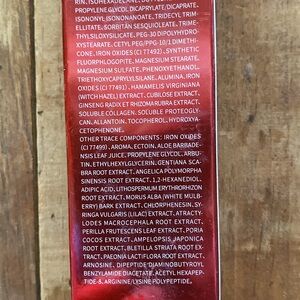 RIN, ISOHEXADECANE,
PROPYLENE GLYCOL DICAPRYLATE/DICAPRATE,
ISONONYL ISONONANOATE, TRIDECYL TRIM-
ELLITATE, SORBITAN SESQUIOLEATE, TRIME-
THYLSILOXYSILICATE, PEG-30 DIPOLYHYDRO-
XYSTEARATE, CETYL PEG/PPG-10/1 DIMETHI-
CONE, IRON OXIDES (CI 77492), SYNTHETIC
FLUORPHLOGOPITE, MAGNESIUM STEARATE,
MAGNESIUM SULFATE, PHENOXYETHANOL,
TRIETHOXYCAPRYLYLSILANE, ALUMINA, IRON
OXIDES (CI 77491), HAMAMELIS VIRGINIANA
(WITCH HAZEL) EXTRACT, CUBILOSE EXTRACT,
GINSENG RADIX ET RHIZOMA RUBRA EXTRACT,
SOLUBLE COLLAGEN, SOLUBLE PROTEOGLY-
CAN, ALLANTOIN, TOCOPHEROL, HYDROXYA-
CETOPHENONE.
OTHER TRACE COMPONENTS: IRON OXIDES
(CI 77499), AROMA, ECTOIN, ALOE BARBAD-
ENSIS LEAF JUICE, PROPYLENE GLYCOL, ARBU-
TIN, ETHYLHEXYLGLYCERIN, GENTIANA SCA-
BRA ROOT EXTRACT, ANGELICA POLYMORPHA
SINENSIS ROOT EXTRACT, 1,2-HEXANEDIOL,
ADIPIC ACID, LITHOSPERMUM ERYTHRORHIZON
ROOT EXTRACT, MORUS ALBA (WHITE MULB-
ERRY) BARK EXTRACT, CHLORPHENESIN, SY-
RINGA VULGARIS (LILAC) EXTRACT, ATRACTY-
LODES MACROCEPHALA ROOT EXTRACT,
PERILLA FRUTESCENS LEAF EXTRACT, PORIA
COCOS EXTRACT, AMPELOPSIS JAPONICA
ROOT EXTRACT, BLETILLA STRIATA ROOT EX-
TRACT, PAEONIA LACTIFLORA ROOT EXTRACT,
CARNOSINE, DIPEPTIDE DIAMINOBUTYROYL
BENZYLAMIDE DIACETATE, ACETYL HEXAPEP-
TIDE-8, ARGININE/LYSINE POLYPEPTIDE.